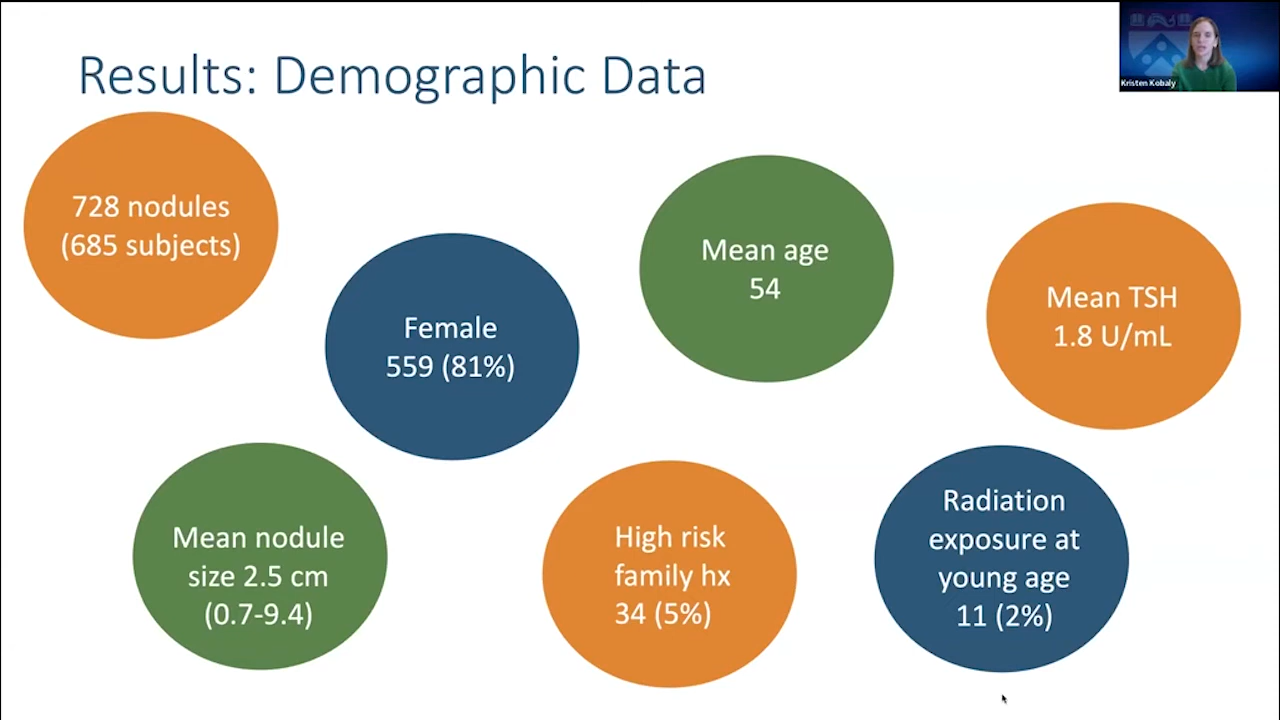 Results: Demographic Data
Kristen Kobaly
728 nodules
(685 subjects)
Female
559 (81%)
Mean age
54
Mean TSH
1.8 U/mL
Mean nodule
size 2.5 cm
(0.7-9.4)
High risk
family hx
34 (5%)
Radiation
exposure at
young age
11 (2%)